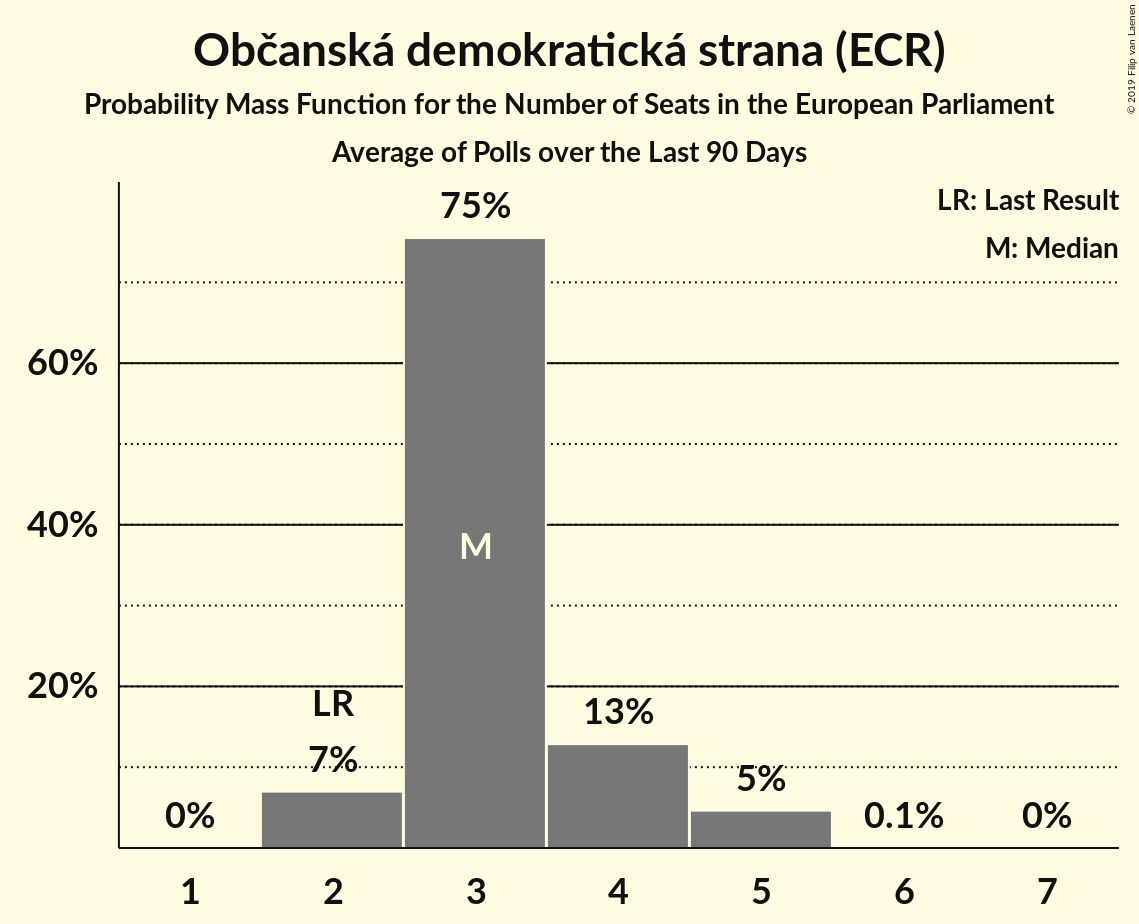 Občanská demokratická strana (ECR)
Probability Mass Function for the Number of Seats in the European Parliament
Average of Polls over the Last 90 Days
© 2019 Filip van Laenen
LR: Last Result
M: Median
75%
60%
40%
M
20%
LR
13%
7%
5%
0%
0.1%
0%
1 2 3 4 5 6 7